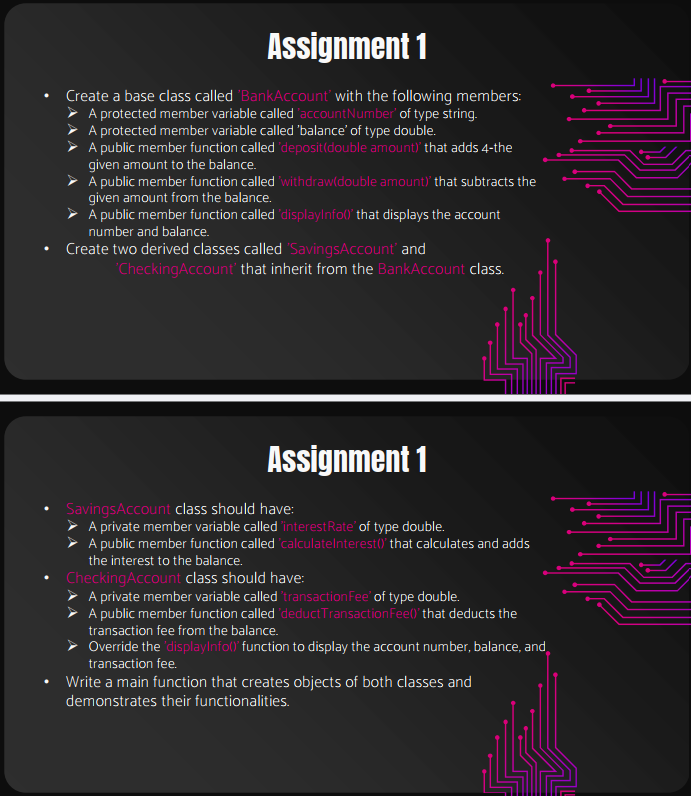 Assignment 1
• Create a base class called 'BankAccount' with the following members:
➢ A protected member variable called 'accountNumber' of type string.
➢ A protected member variable called 'balance' of type double.
➢ A public member function called 'deposit(double amount)' that adds 4-the
given amount to the balance.
➢ A public member function called 'withdraw(double amount)' that subtracts the
given amount from the balance.
➢ A public member function called 'displayInfo()' that displays the account
number and balance.
• Create two derived classes called 'SavingsAccount' and
'CheckingAccount' that inherit from the BankAccount class.
Assignment 1
• SavingsAccount class should have:
➢ A private member variable called 'interestRate' of type double.
➢ A public member function called 'calculateInterest()' that calculates and adds
the interest to the balance.
• CheckingAccount class should have:
➢ A private member variable called 'transactionFee' of type double.
➢ A public member function called 'deductTransactionFee()' that deducts the
transaction fee from the balance.
➢ Override the 'displayInfo()' function to display the account number, balance, and
transaction fee.
• Write a main function that creates objects of both classes and
demonstrates their functionalities.